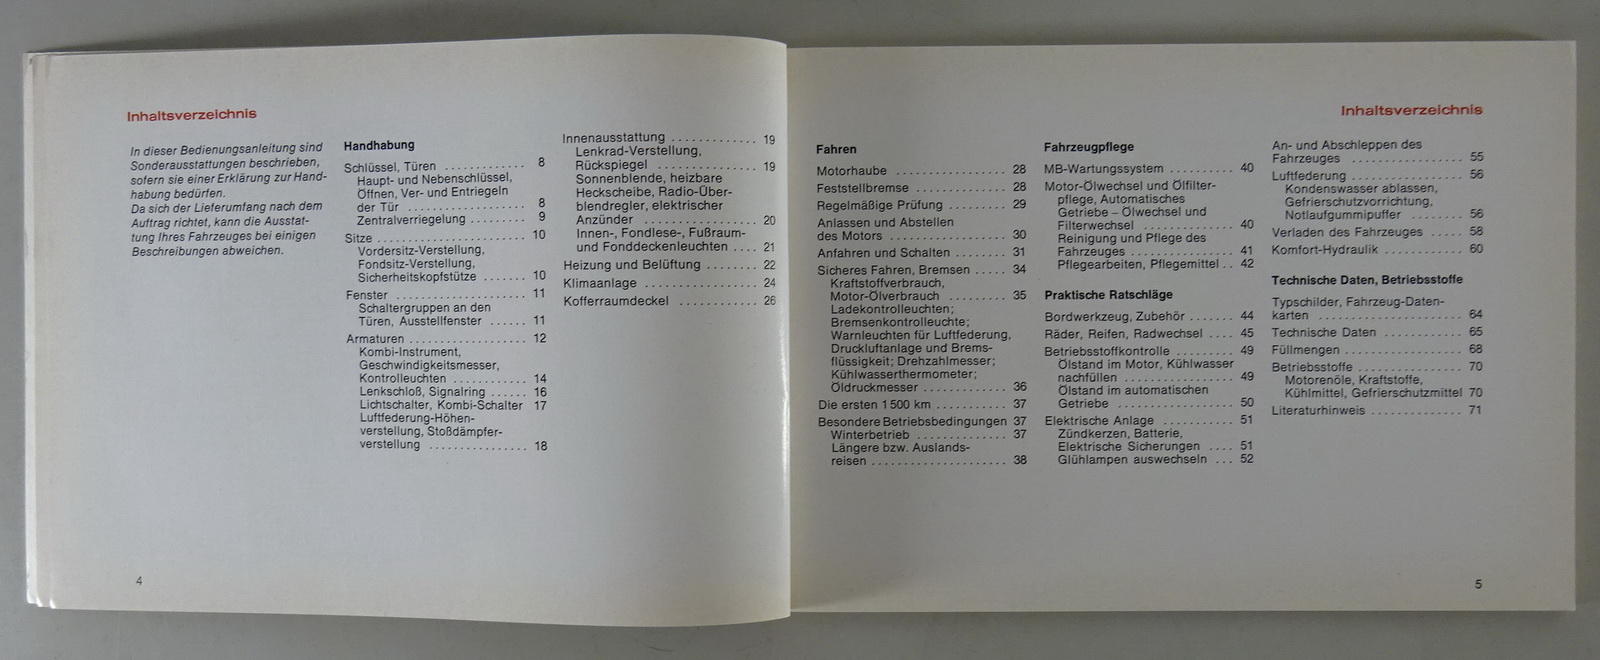 Inhaltsverzeichnis
In dieser Bedienungsanleitung sind
Sonderausstattungen beschrieben,
sofern sie einer Erklärung zur Hand-
habung bedürfen.
Da sich der Lieferumfang nach dem
Auftrag richtet, kann die Ausstat-
tung Ihres Fahrzeuges bei einigen
Beschreibungen abweichen.
Handhabung
Schlüssel, Türen ............ 8
Haupt- und Nebenschlüssel,
Öffnen, Ver- und Entriegeln
der Tür ..................... 8
Zentralverriegelung ......... 9
Sitze ....................... 10
Vordersitz-Verstellung,
Fondsitz-Verstellung,
Sicherheitskopfstütze ....... 10
Fenster ..................... 11
Schaltergruppen an den
Türen, Ausstellfenster ...... 11
Armaturen ................... 12
Kombi-Instrument,
Geschwindigkeitsmesser,
Kontrolleuchten ............. 14
Lenkschloß, Signalring ...... 16
Lichtschalter, Kombi-Schalter 17
Luftfederung-Höhen-
verstellung, Stoßdämpfer-
verstellung ................. 18
Innenausstattung ............ 19
Lenkrad-Verstellung,
Rückspiegel ................. 19
Sonnenblende, heizbare
Heckscheibe, Radio-Über-
blendregler, elektrischer
Anzünder .................... 20
Innen-, Fondlese-, Fußraum-
und Fonddeckenleuchten .... 21
Heizung und Belüftung ........ 22
Klimaanlage ................. 24
Kofferraumdeckel ............ 26
4
Inhaltsverzeichnis
Fahren
Motorhaube .................. 28
Feststellbremse ............. 28
Regelmäßige Prüfung ......... 29
Anlassen und Abstellen
des Motors .................. 30
Anfahren und Schalten ....... 31
Sicheres Fahren, Bremsen ..... 34
Kraftstoffverbrauch,
Motor-Ölverbrauch ......... 35
Ladekontrolleuchten;
Bremsenkontrolleuchte;
Warnleuchten für Luftfederung,
Druckluftanlage und Brems-
flüssigkeit; Drehzahlmesser;
Kühlwasserthermometer;
Öldruckmesser ............. 36
Die ersten 1500 km .......... 37
Besondere Betriebsbedingungen 37
Winterbetrieb ............... 37
Längere bzw. Auslands-
reisen ...................... 38
Fahrzeugpflege
MB-Wartungssystem .......... 40
Motor-Ölwechsel und Ölfilter-
pflege, Automatisches
Getriebe – Ölwechsel und
Filterwechsel ............... 40
Reinigung und Pflege des
Fahrzeuges .................. 41
Pflegearbeiten, Pflegemittel .. 42
Praktische Ratschläge
Bordwerkzeug, Zubehör ....... 44
Räder, Reifen, Radwechsel .... 45
Betriebsstoffkontrolle ......... 49
Ölstand im Motor, Kühlwasser
nachfüllen .................. 49
Ölstand im automatischen
Getriebe .................... 50
Elektrische Anlage ........... 51
Zündkerzen, Batterie,
Elektrische Sicherungen .... 51
Glühlampen auswechseln ... 52
An- und Abschleppen des
Fahrzeuges .................. 55
Luftfederung ................ 56
Kondenswasser ablassen,
Gefrierschutzvorrichtung,
Notlaufgummipuffer ......... 56
Verladen des Fahrzeuges ..... 58
Komfort-Hydraulik ........... 60
Technische Daten, Betriebsstoffe
Typschilder, Fahrzeug-Daten-
karten ...................... 64
Technische Daten ............ 65
Füllmengen .................. 68
Betriebsstoffe .............. 70
Motorenöle, Kraftstoffe,
Kühlmittel, Gefrierschutzmittel 70
Literaturhinweis ............. 71
5